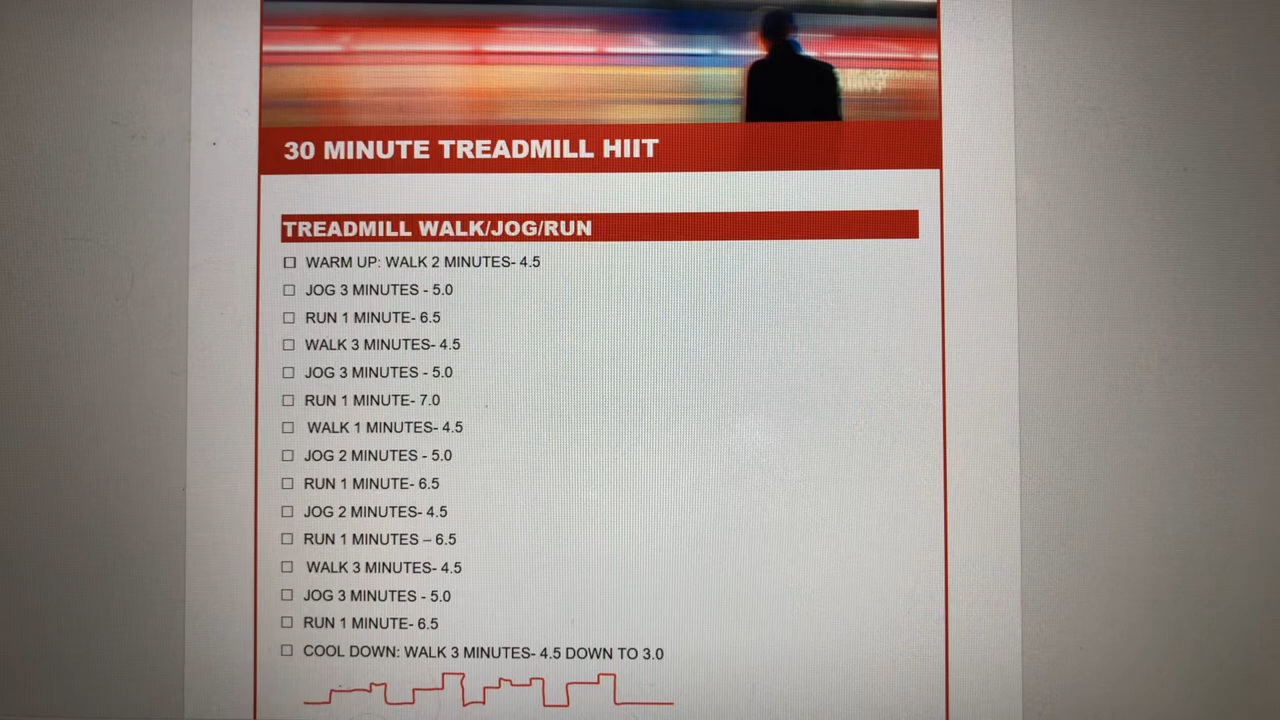 30 MINUTE TREADMILL HIIT
TREADMILL WALK/JOG/RUN
☐ WARM UP: WALK 2 MINUTES- 4.5
☐ JOG 3 MINUTES - 5.0
☐ RUN 1 MINUTE- 6.5
☐ WALK 3 MINUTES- 4.5
☐ JOG 3 MINUTES - 5.0
☐ RUN 1 MINUTE- 7.0
☐ WALK 1 MINUTES- 4.5
☐ JOG 2 MINUTES - 5.0
☐ RUN 1 MINUTE- 6.5
☐ JOG 2 MINUTES- 4.5
☐ RUN 1 MINUTES – 6.5
☐ WALK 3 MINUTES- 4.5
☐ JOG 3 MINUTES - 5.0
☐ RUN 1 MINUTE- 6.5
☐ COOL DOWN: WALK 3 MINUTES- 4.5 DOWN TO 3.0